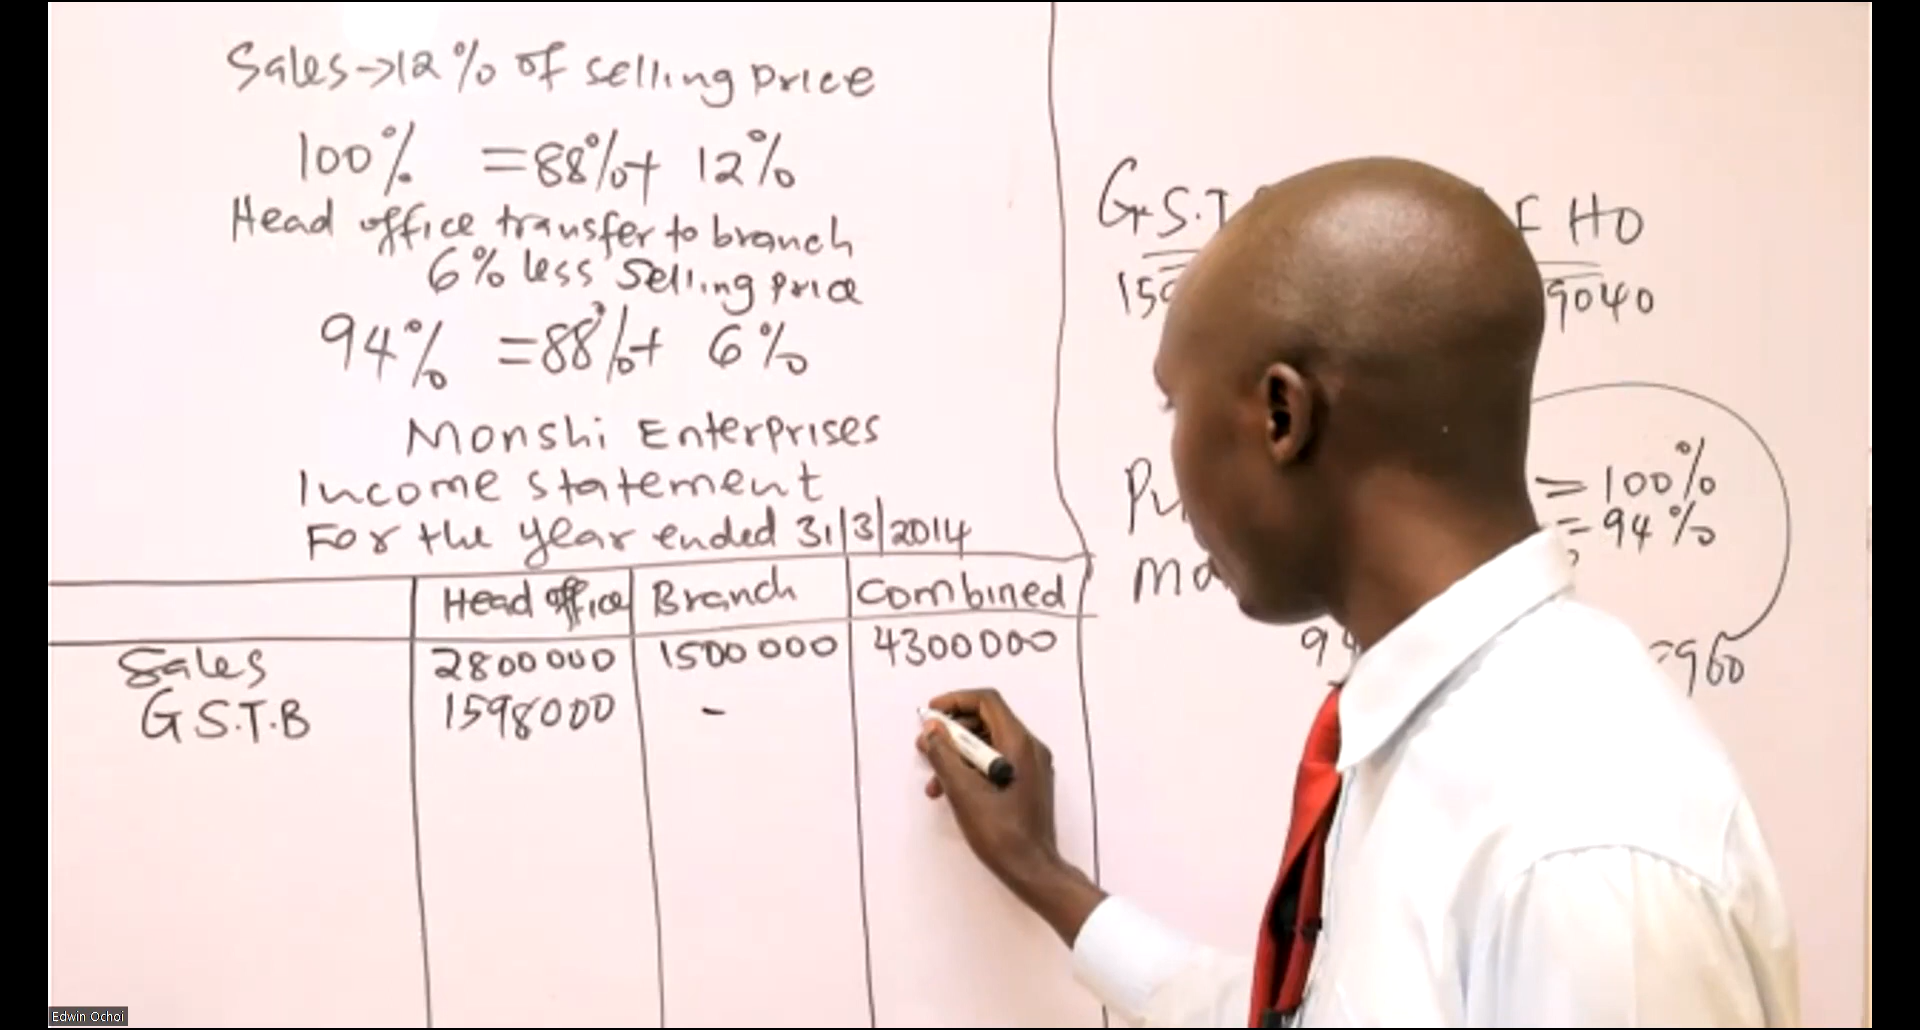 Sales→12% of selling price
100% = 88% + 12%
Head office transfer to branch
6% less selling price
94% = 88% + 6%
Monshi Enterprises
Income statement
For the year ended 31/3/2014
Head office Branch Combined
Sales 2800000 1500000 4300000
G.S.T.B 1598000 -
G.S.T HO
9040
= 100%
= 94%
= 960
Edwin Ochoi